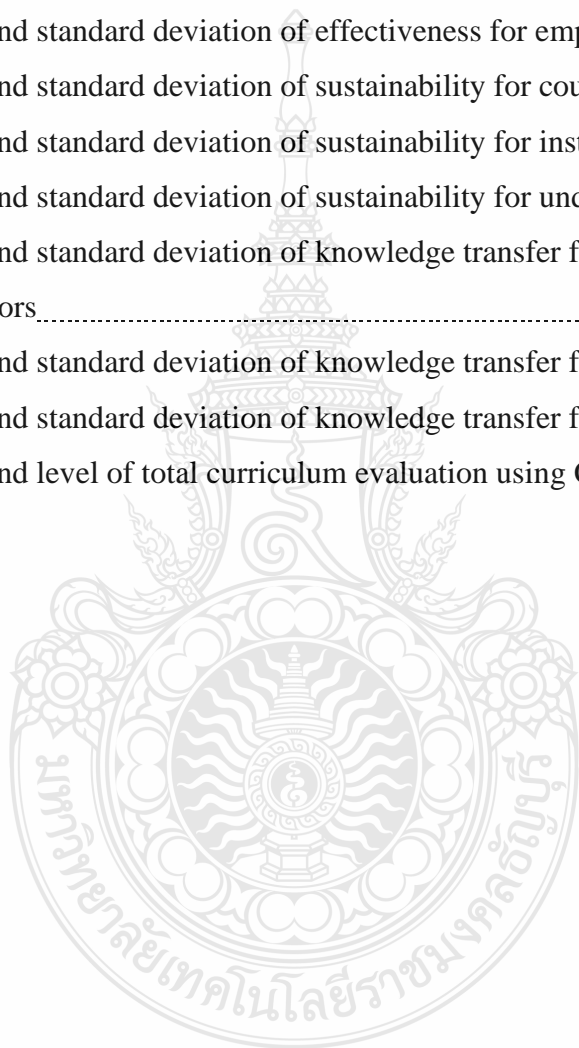 nd standard deviation of effectiveness for emp
nd standard deviation of sustainability for cou
nd standard deviation of sustainability for inst
nd standard deviation of sustainability for und
nd standard deviation of knowledge transfer f
ors
nd standard deviation of knowledge transfer f
nd standard deviation of knowledge transfer f
nd level of total curriculum evaluation using
มหาวิทยาลัยเทคโนโลยีราชมงคลธัญบุรี